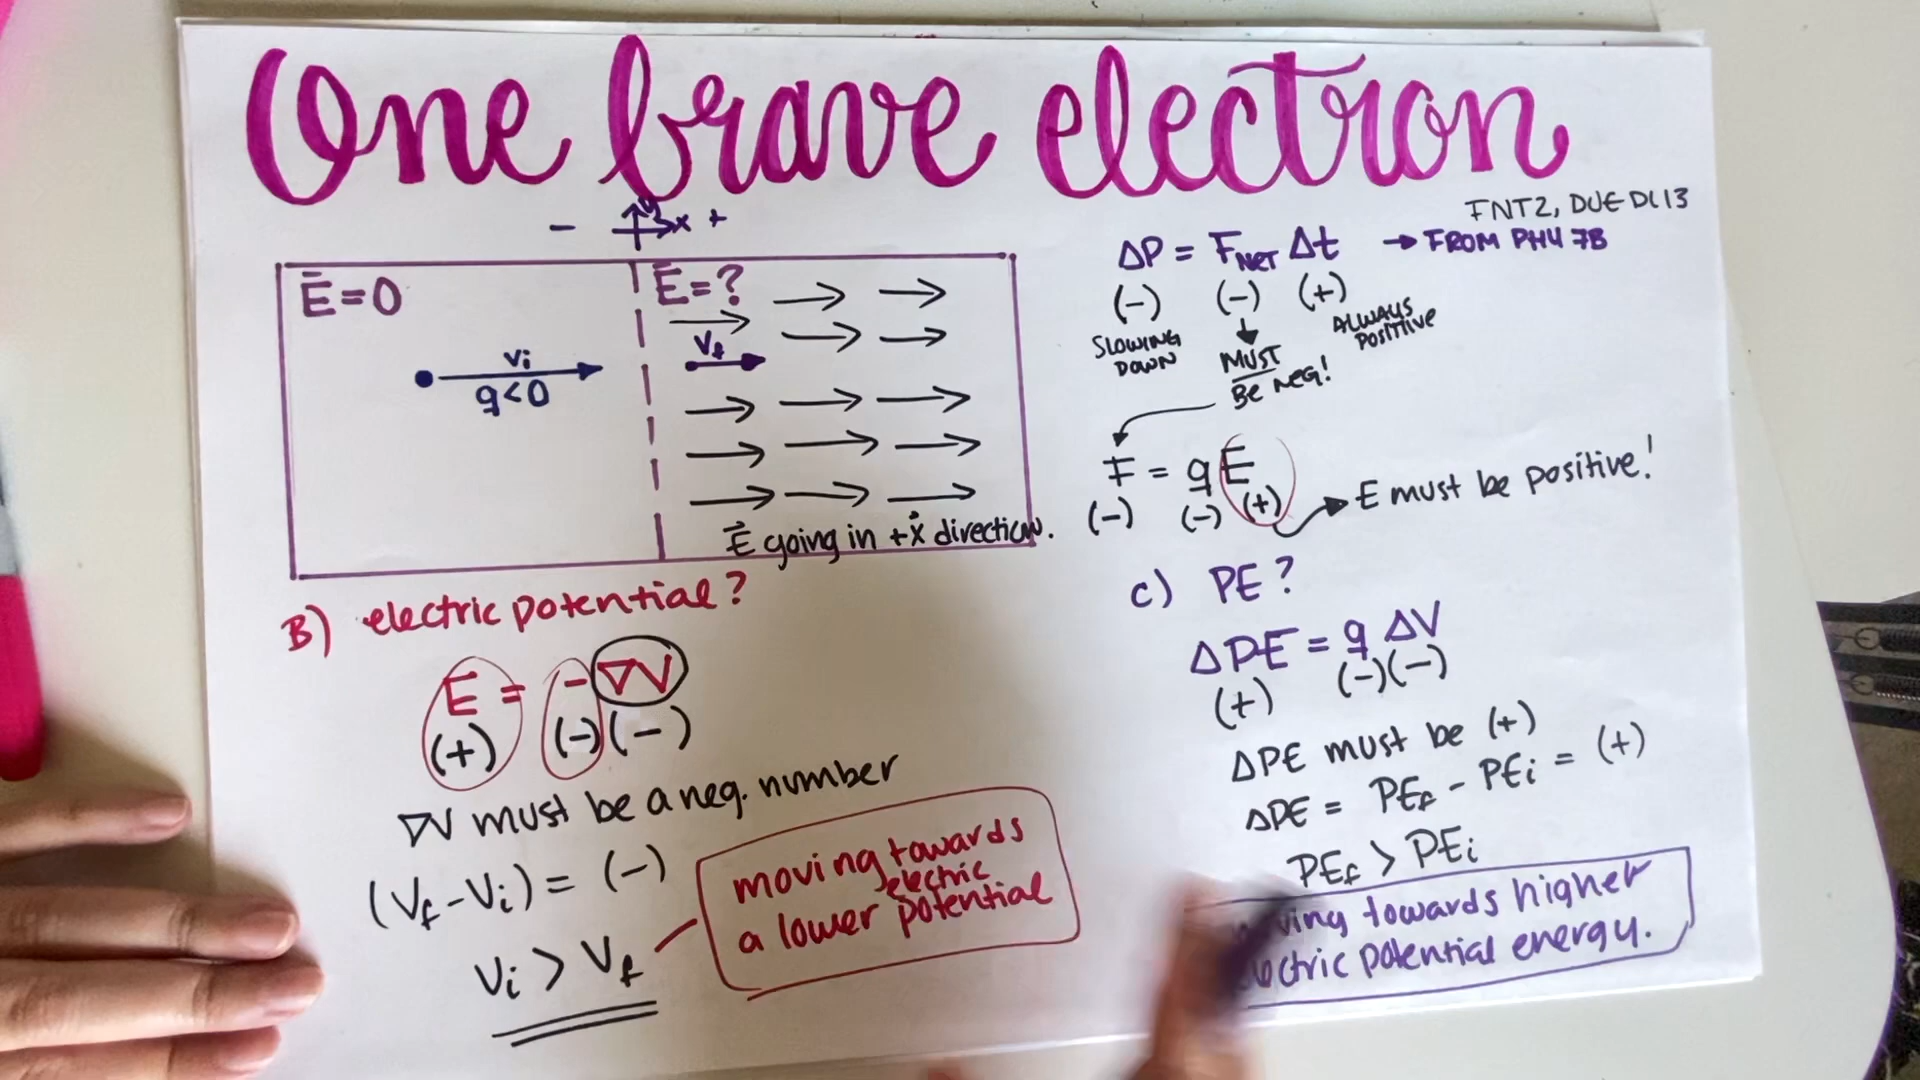 One brave electron
FNT2, DUE DL13
- y x +
E=0
E=?
Vi
q<0
Vf
E going in +x direction.
ΔP = FNET Δt → FROM PHY 7B
(-) (-) (+)
SLOWING DOWN
MUST BE NEG!
ALWAYS POSITIVE
F = qE
(-) (-) (+)
E must be positive!
B) electric potential?
E = -∇V
(+) (-)(-)
∇V must be a neg. number
(Vf-Vi) = (-)
Vi > Vf
moving towards
a lower electric potential
C) PE?
ΔPE = q ΔV
(+) (-)(-)
ΔPE must be (+)
ΔPE = PEf - PEi = (+)
PEf > PEi
towards higher
potential energy.